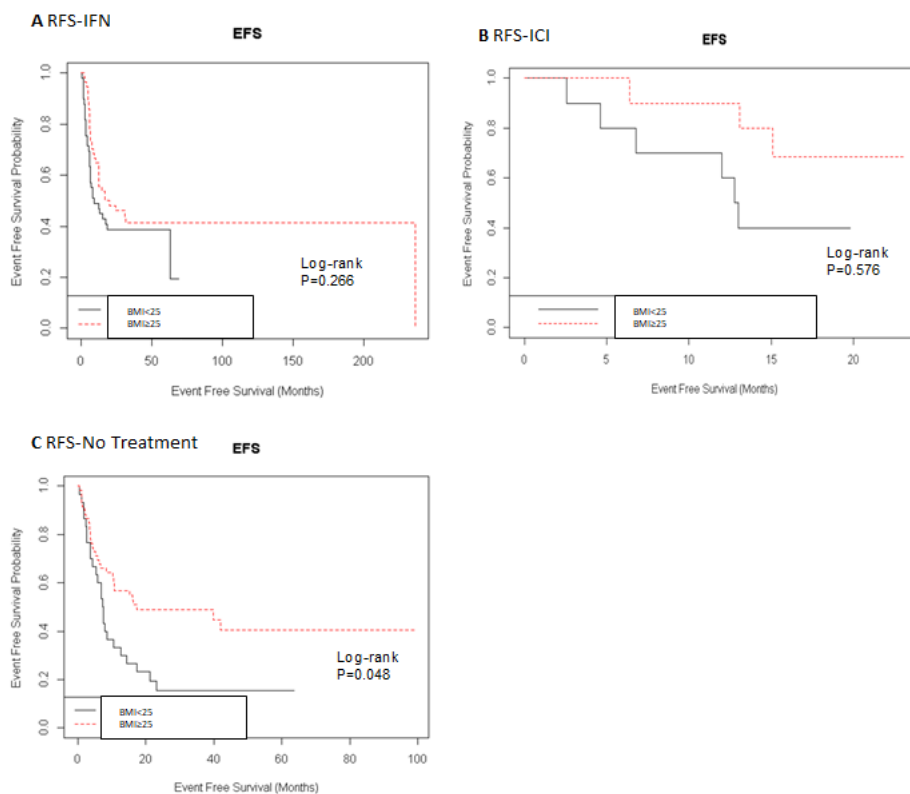 A RFS-IFN
EFS
Event Free Survival Probability
1.0
0.8
0.6
0.4
0.2
0.0
Log-rank
P=0.266
BMI<25
BMI≥25
0 50 100 150 200
Event Free Survival (Months)
B RFS-ICI
EFS
Event Free Survival Probability
1.0
0.8
0.6
0.4
0.2
0.0
Log-rank
P=0.576
BMI<25
BMI≥25
0 5 10 15 20
Event Free Survival (Months)
C RFS-No Treatment
EFS
Event Free Survival Probability
1.0
0.8
0.6
0.4
0.2
0.0
Log-rank
P=0.048
BMI<25
BMI≥25
0 20 40 60 80 100
Event Free Survival (Months)